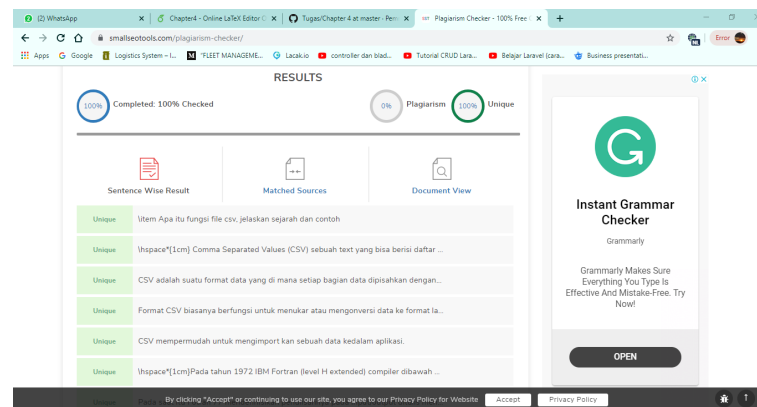 (2) WhatsApp
Chapter4 - Online LaTeX Editor
Tugas/Chapter 4 at master · Pem
Plagiarism Checker - 100% Free
smallseotools.com/plagiarism-checker/
Error
Apps
Google
Logistics System – I...
"FLEET MANAGEME...
Lacak.io
controller dan blad...
Tutorial CRUD Lara...
Belajar Laravel (cara...
Business presentati...
RESULTS
100%
Completed: 100% Checked
0%
Plagiarism
100%
Unique
Sentence Wise Result
Matched Sources
Document View
Unique
\item Apa itu fungsi file csv, jelaskan sejarah dan contoh
Unique
\hspace*{1cm} Comma Separated Values (CSV) sebuah text yang bisa berisi daftar ...
Unique
CSV adalah suatu format data yang di mana setiap bagian data dipisahkan dengan...
Unique
Format CSV biasanya berfungsi untuk menukar atau mengonversi data ke format la...
Unique
CSV mempermudah untuk mengimport kan sebuah data kedalam aplikasi.
Unique
\hspace*{1cm}Pada tahun 1972 IBM Fortran (level H extended) compiler dibawah ...
By clicking "Accept" or continuing to use our site, you agree to our Privacy Policy for Website
Accept
Privacy Policy
G
Instant Grammar
Checker
Grammarly
Grammarly Makes Sure
Everything You Type Is
Effective And Mistake-Free. Try
Now!
OPEN